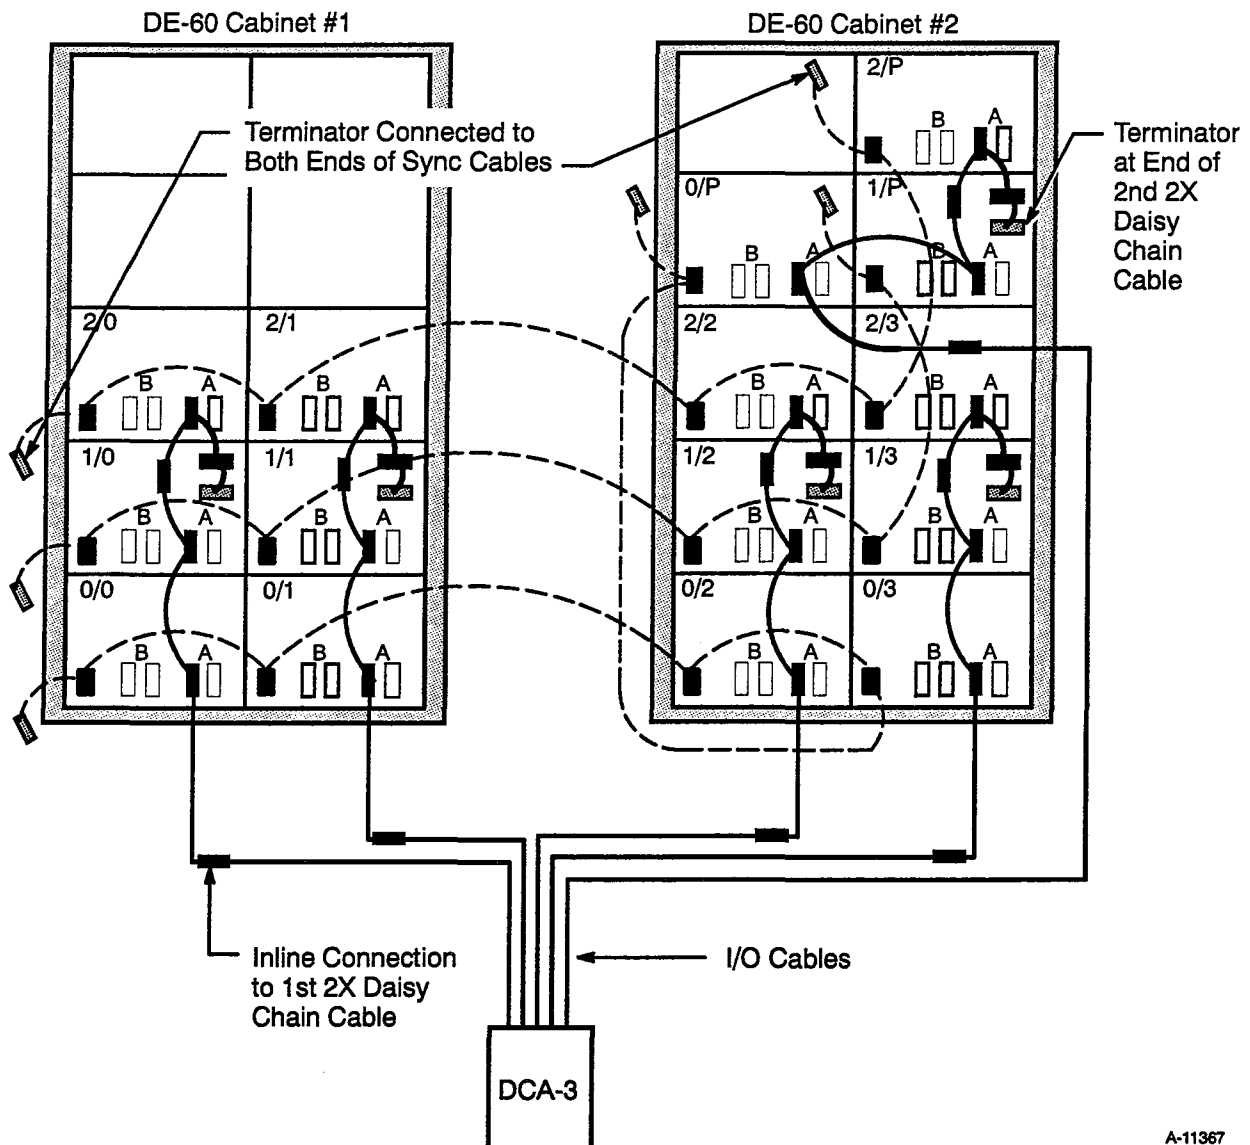 DE-60 Cabinet #1
DE-60 Cabinet #2
2/P
Terminator Connected to
Both Ends of Sync Cables
B
A
Terminator
at End of
2nd 2X
Daisy
Chain
Cable
0/P
1/P
B
A
B
A
2/0
2/1
2/2
2/3
B
A
B
A
B
A
B
A
1/0
1/1
1/2
1/3
B
A
B
A
B
A
B
A
0/0
0/1
0/2
0/3
B
A
B
A
B
A
B
A
Inline Connection
to 1st 2X Daisy
Chain Cable
I/O Cables
DCA-3
A-11367